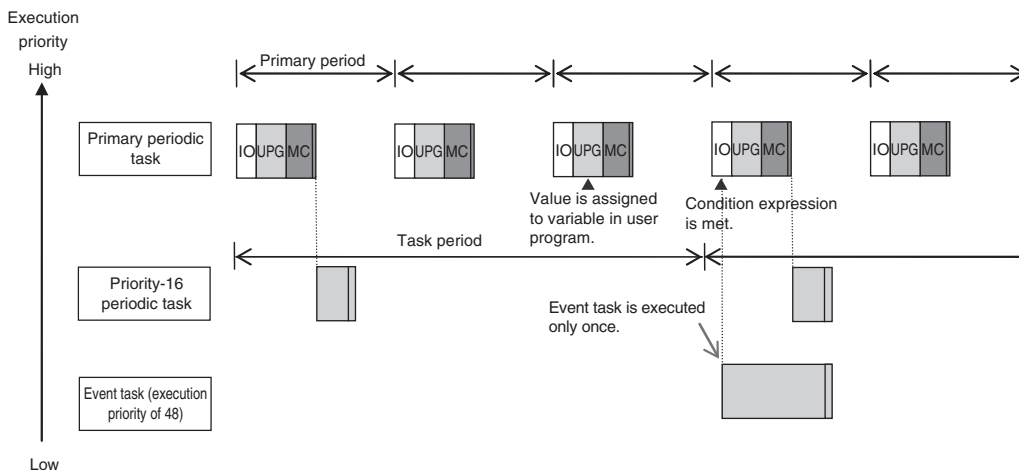 Execution
priority
High
Primary period
Primary periodic
task
IO UPG MC
IO UPG MC
IO UPG MC
IO UPG MC
IO UPG MC
Value is assigned
to variable in user
program.
Condition expression
is met.
Task period
Priority-16
periodic task
Event task is executed
only once.
Event task (execution
priority of 48)
Low